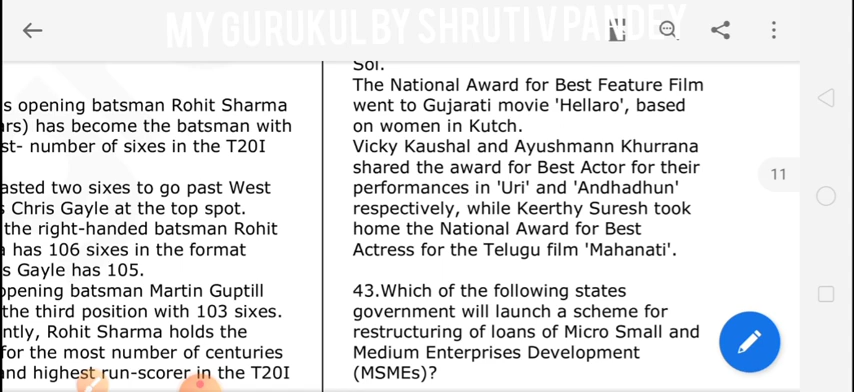 MY GURUKUL BY SHRUTI V PANDEY
s opening batsman Rohit Sharma
ars) has become the batsman with
st- number of sixes in the T20I
asted two sixes to go past West
s Chris Gayle at the top spot.
the right-handed batsman Rohit
a has 106 sixes in the format
s Gayle has 105.
opening batsman Martin Guptill
the third position with 103 sixes.
ntly, Rohit Sharma holds the
for the most number of centuries
and highest run-scorer in the T20I
Sol.
The National Award for Best Feature Film
went to Gujarati movie 'Hellaro', based
on women in Kutch.
Vicky Kaushal and Ayushmann Khurrana
shared the award for Best Actor for their
performances in 'Uri' and 'Andhadhun'
respectively, while Keerthy Suresh took
home the National Award for Best
Actress for the Telugu film 'Mahanati'.
43.Which of the following states
government will launch a scheme for
restructuring of loans of Micro Small and
Medium Enterprises Development
(MSMEs)?
11